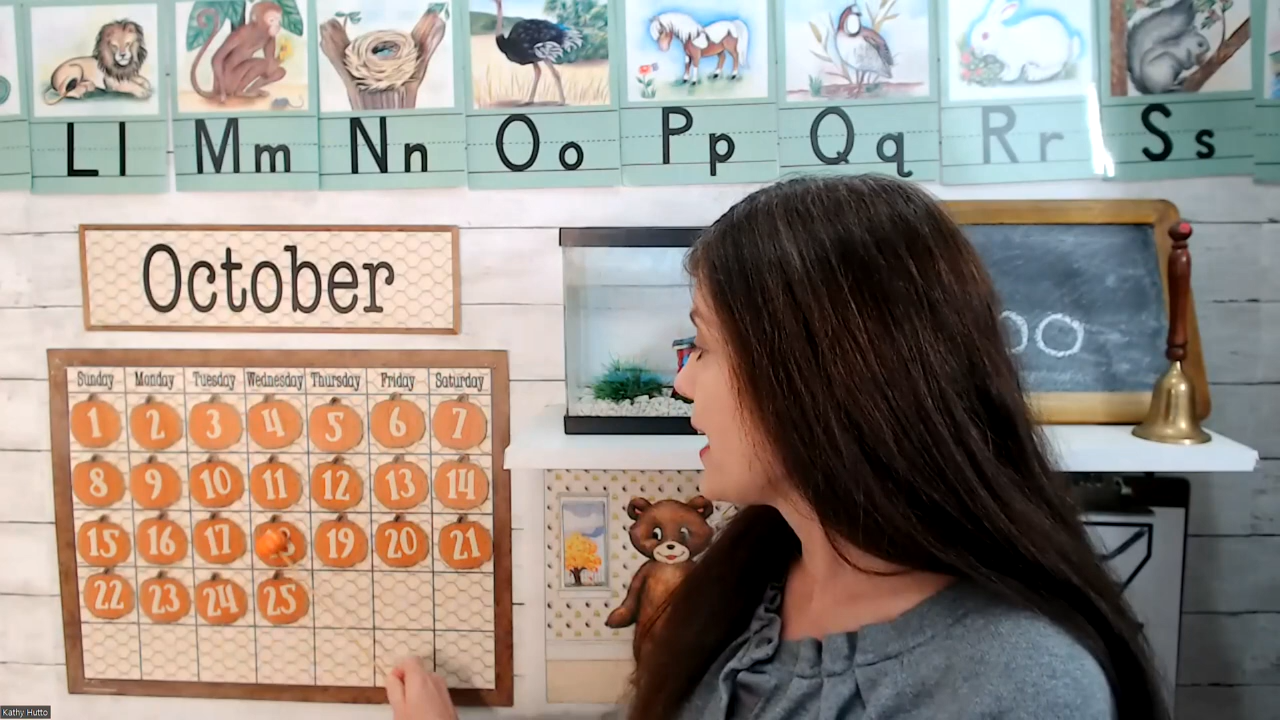 Ll Mm Nn Oo Pp Qq Rr Ss
October
Sunday Monday Tuesday Wednesday Thursday Friday Saturday
1 2 3 4 5 6 7
8 9 10 11 12 13 14
15 16 17 19 20 21
22 23 24 25
oo
Kathy Hutto